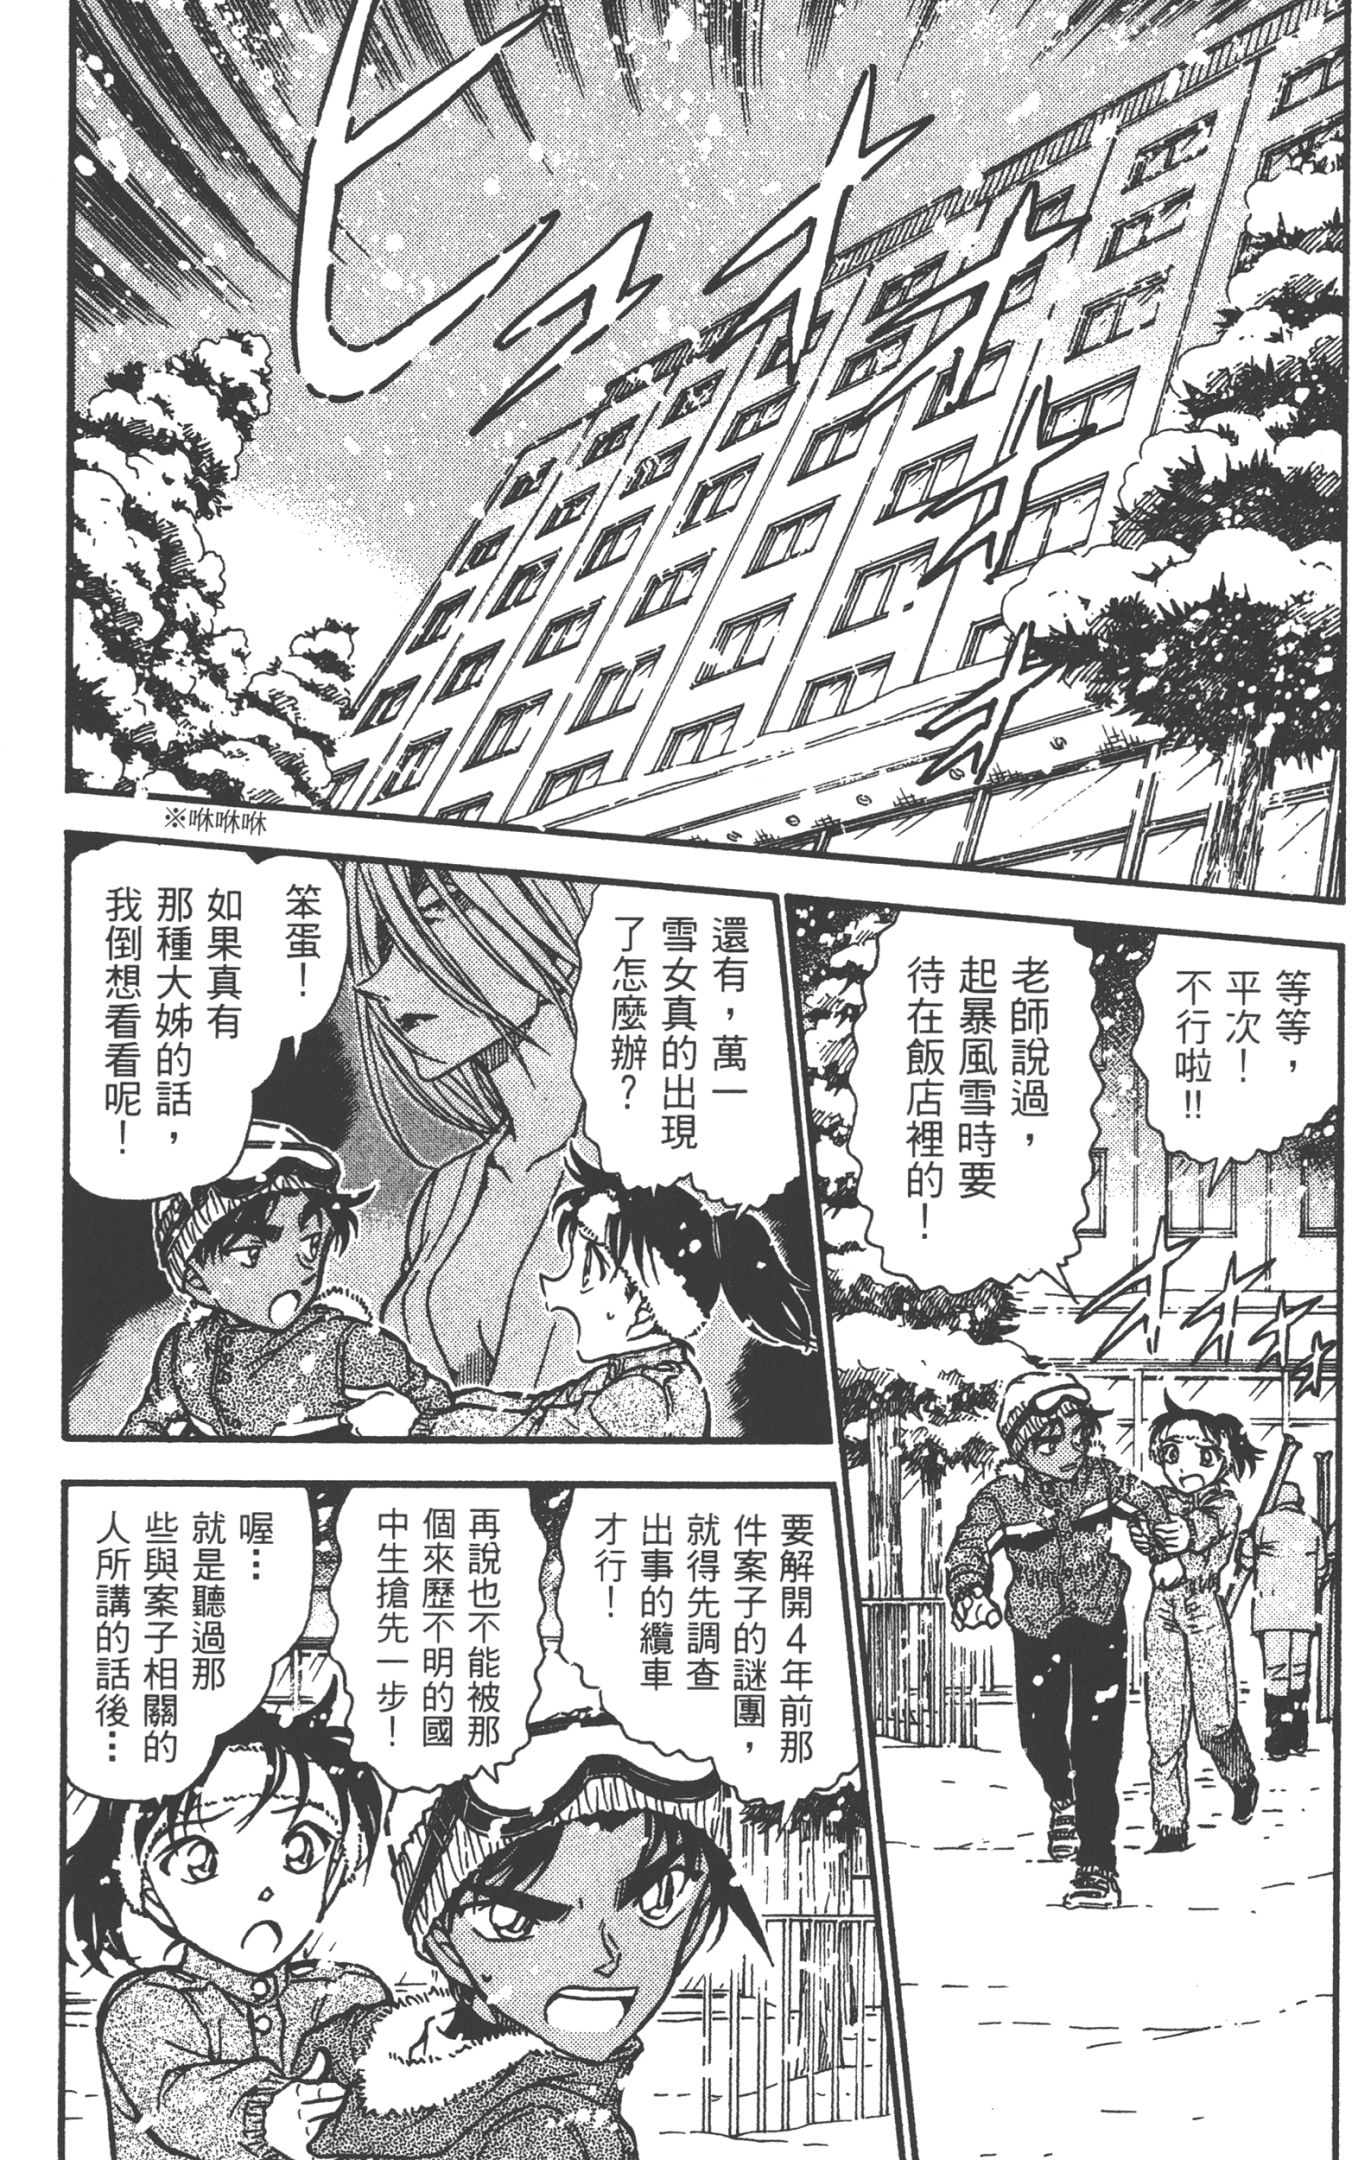 ヒュオオオオオ
※咻咻咻
等等，
平次！
不行啦!!
老師說過，
起暴風雪時要
待在飯店裡的！
オオオオ
還有，萬一
雪女真的出現
了怎麼辦？
笨蛋！
如果真有
那種大姊的話，
我倒想看看呢！
要解開4年前那
件案子的謎團，
就得先調查
出事的纜車
才行！
再說也不能被那
個來歷不明的國
中生搶先一步！
喔…
就是聽過那
些與案子相關的
人所講的話後…